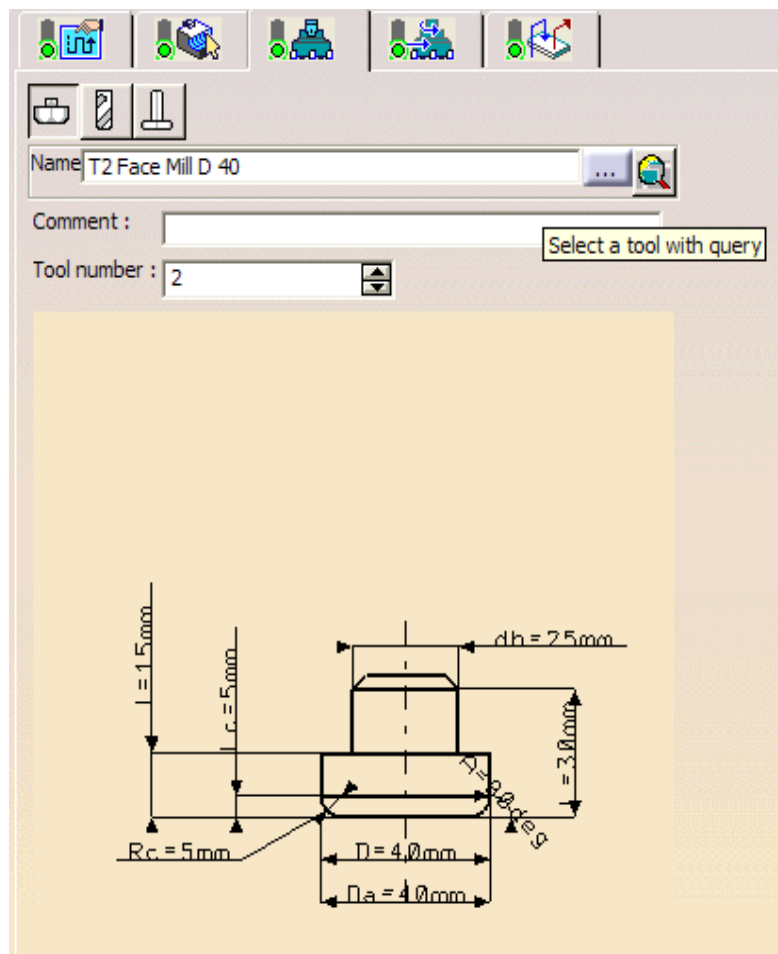 Name T2 Face Mill D 40 ...
Comment :
Select a tool with query
Tool number : 2
db=25mm
l=15mm
Lc=5mm
L=30mm
Rc=5mm
D=40mm
Da=40mm